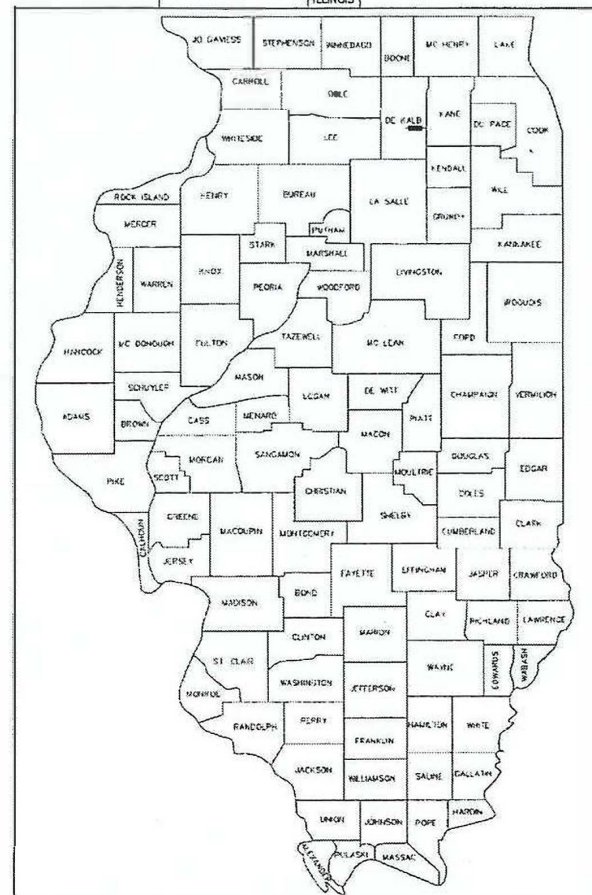 ILLINOIS
JO DAVIESS STEPHENSON WINNEBAGO BOONE MC HENRY LAKE
CARROLL OGLE DE KALB KANE DU PAGE COOK
WHITESIDE LEE KENDALL
ROCK ISLAND HENRY BUREAU LA SALLE GRUNDY WILL
MERCER PUTNAM
STARK MARSHALL KANKAKEE
HENDERSON WARREN KNOX PEORIA WOODFORD LIVINGSTON IROQUOIS
HANCOCK MC DONOUGH FULTON TAZEWELL MC LEAN FORD
SCHUYLER MASON LOGAN DE WITT CHAMPAIGN VERMILION
ADAMS BROWN CASS MENARD PIATT
MACON
PIKE SCOTT MORGAN SANGAMON MOULTRIE DOUGLAS EDGAR
CHRISTIAN COLES
CALHOUN GREENE MACOUPIN MONTGOMERY SHELBY CUMBERLAND CLARK
JERSEY FAYETTE EFFINGHAM JASPER CRAWFORD
MADISON BOND
CLINTON MARION CLAY RICHLAND LAWRENCE
ST CLAIR WAYNE EDWARDS WABASH
MONROE WASHINGTON JEFFERSON
RANDOLPH PERRY HAMILTON WHITE
FRANKLIN
JACKSON WILLIAMSON SALINE GALLATIN
UNION JOHNSON POPE HARDIN
ALEXANDER PULASKI MASSAC